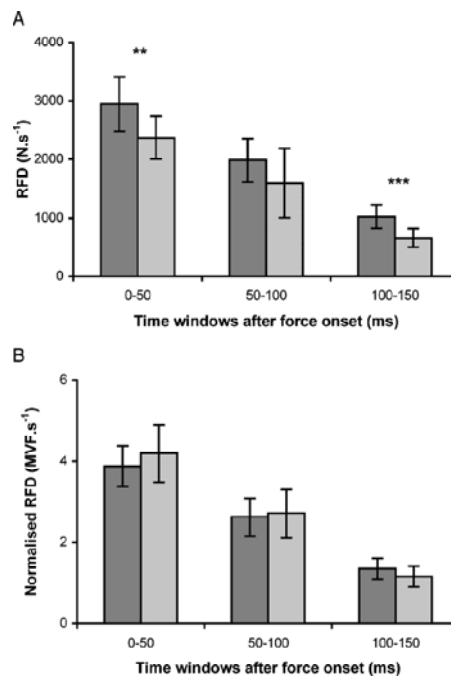 A
**
***
4000
3000
2000
1000
0
RFD (N.s⁻¹)
0-50
50-100
100-150
Time windows after force onset (ms)
B
6
4
2
0
Normalised RFD (MVF.s⁻¹)
0-50
50-100
100-150
Time windows after force onset (ms)